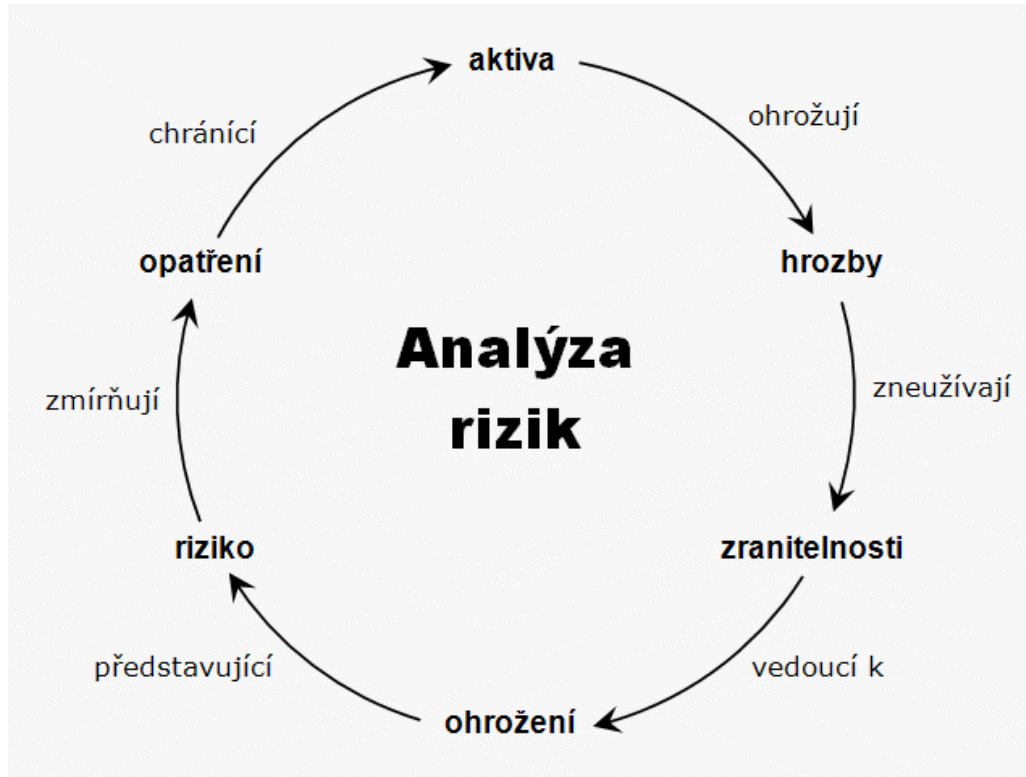 aktiva
ohrožují
hrozby
zneužívají
zranitelnosti
vedoucí k
ohrožení
představující
riziko
zmírňují
opatření
chránící
Analýza
rizik